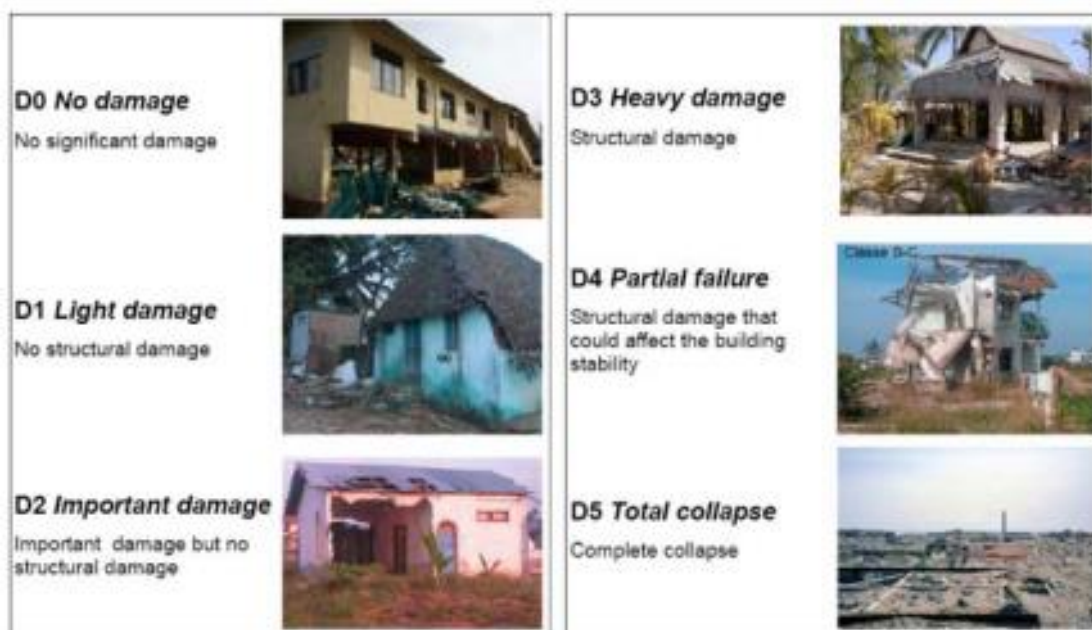 D0 No damage
No significant damage
D1 Light damage
No structural damage
D2 Important damage
Important damage but no
structural damage
D3 Heavy damage
Structural damage
D4 Partial failure
Structural damage that
could affect the building
stability
Classe B-C
D5 Total collapse
Complete collapse